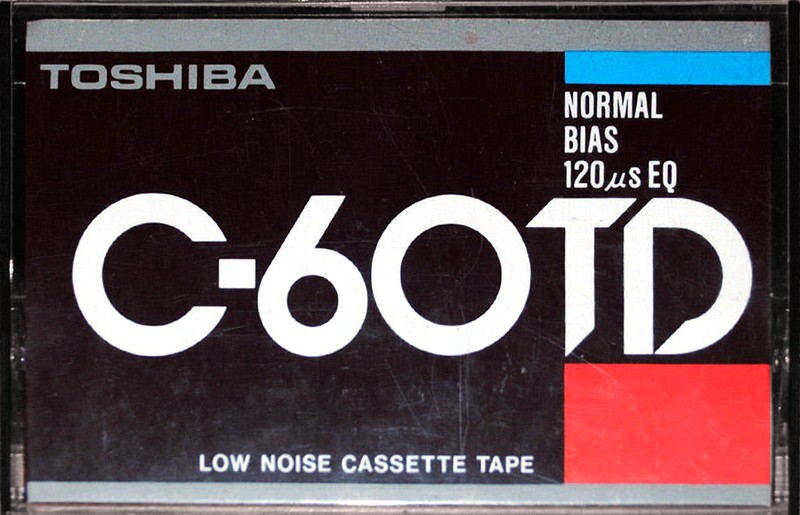 TOSHIBA
NORMAL
BIAS
120μs EQ
C-60TD
LOW NOISE CASSETTE TAPE